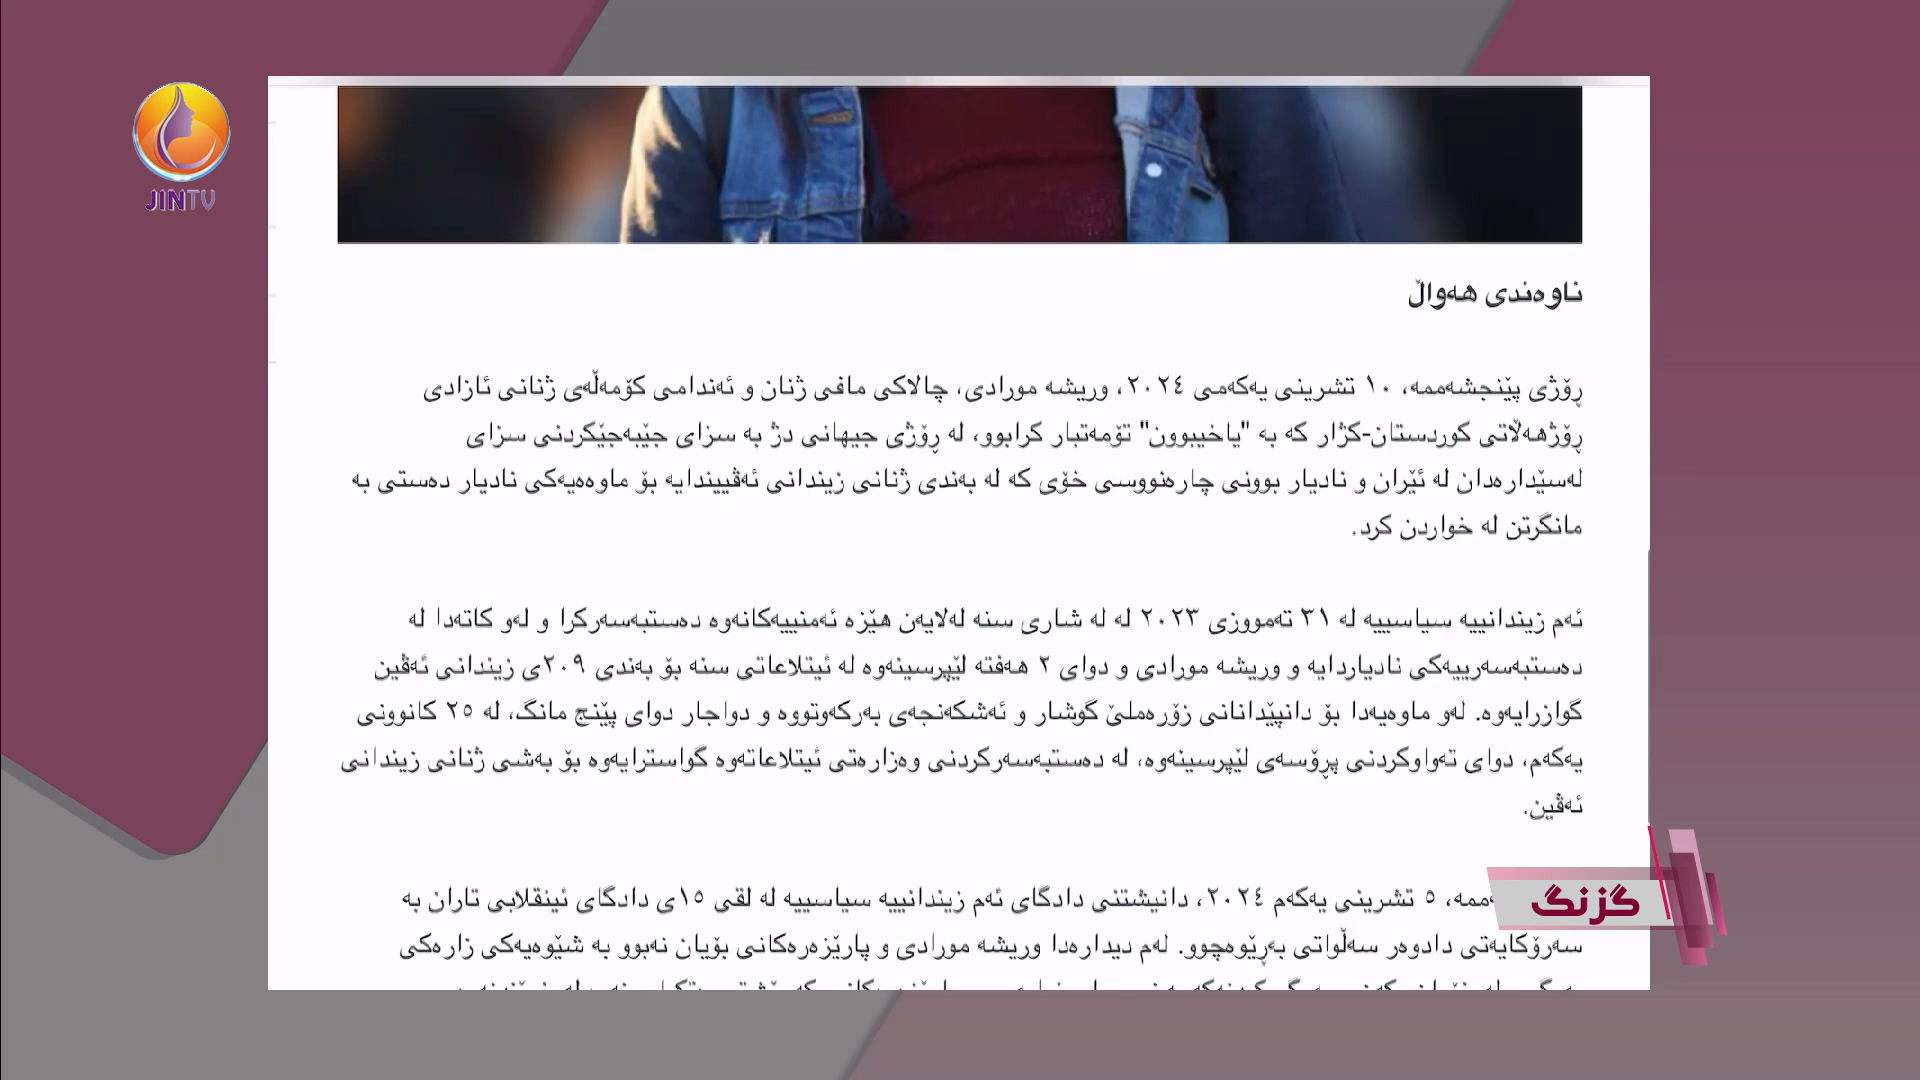 JINTV
ناوەندی هەواڵ
ڕۆژی پێنجشەممە، ١٠ تشرینی یەکەمی ٢٠٢٤، وریشە مورادی، چالاکی مافی ژنان و ئەندامی کۆمەڵەی ژنانی ئازادی
ڕۆژهەڵاتی کوردستان-کژار کە بە "یاخیبوون" تۆمەتبار کرابوو، لە ڕۆژی جیهانی دژ بە سزای جێبەجێکردنی سزای
لەسێدارەدان لە ئێران و نادیار بوونی چارەنووسی خۆی کە لە بەندی ژنانی زیندانی ئەڤییندایە بۆ ماوەیەکی نادیار دەستی بە
مانگرتن لە خواردن کرد.
ئەم زیندانییە سیاسییە لە ٣١ تەمووزی ٢٠٢٣ لە لە شاری سنە لەلایەن هێزە ئەمنییەکانەوە دەستبەسەرکرا و لەو کاتەدا لە
دەستبەسەرییەکی نادیاردایە و وریشە مورادی و دوای ٢ هەفتە لێپرسینەوە لە ئیتلاعاتی سنە بۆ بەندی ٢٠٩ی زیندانی ئەڤین
گوازرایەوە. لەو ماوەیەدا بۆ دانپێدانانی زۆرەملێ گوشار و ئەشکەنجەی بەرکەوتووە و دواجار دوای پێنج مانگ، لە ٢٥ کانوونی
یەکەم، دوای تەواوکردنی پڕۆسەی لێپرسینەوە، لە دەستبەسەرکردنی وەزارەتی ئیتلاعاتەوە گواسترایەوە بۆ بەشی ژنانی زیندانی
ئەڤین.
ەممە، ٥ تشرینی یەکەم ٢٠٢٤، دانیشتنی دادگای ئەم زیندانییە سیاسییە لە لقی ١٥ی دادگای ئینقلابی تاران بە
سەرۆکایەتی دادوەر سەڵواتی بەڕێوەچوو. لەم دیدارەدا وریشە مورادی و پارێزەرەکانی بۆیان نەبوو بە شێوەیەکی زارەکی
گزنگ